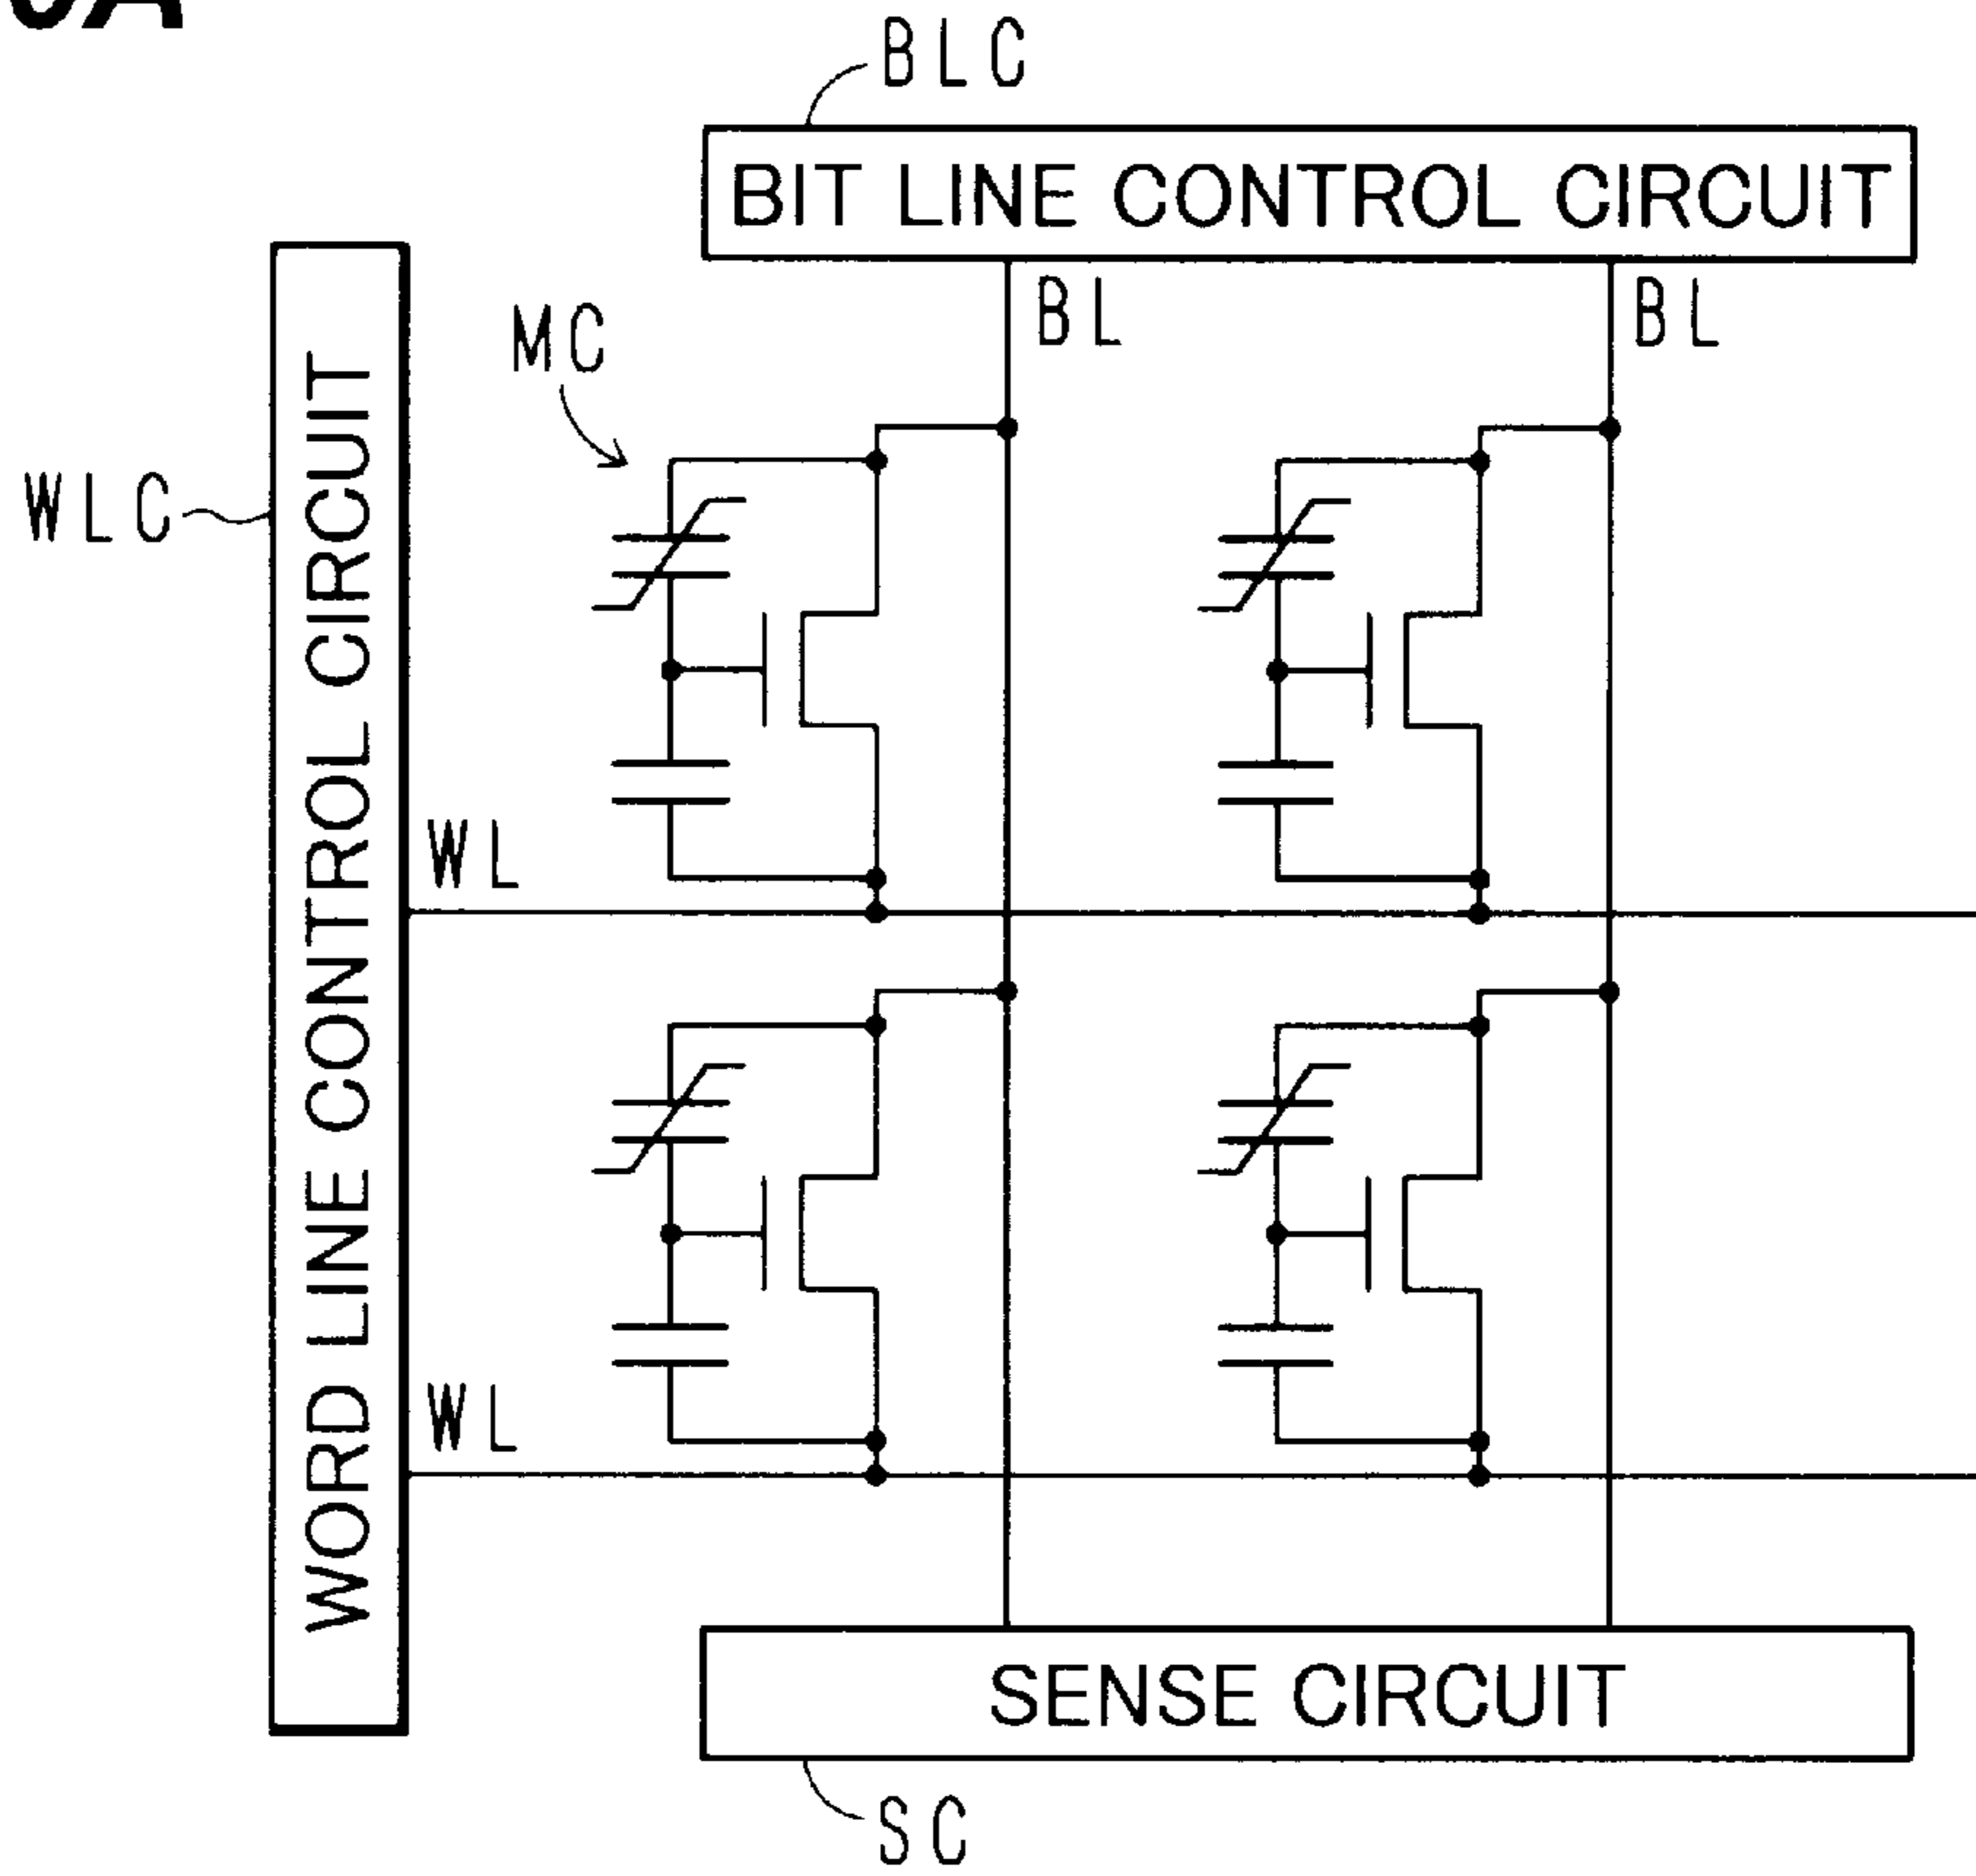 BLC
BIT LINE CONTROL CIRCUIT
BL BL
MC
WLC
WORD LINE CONTROL CIRCUIT
WL
WL
SENSE CIRCUIT
SC